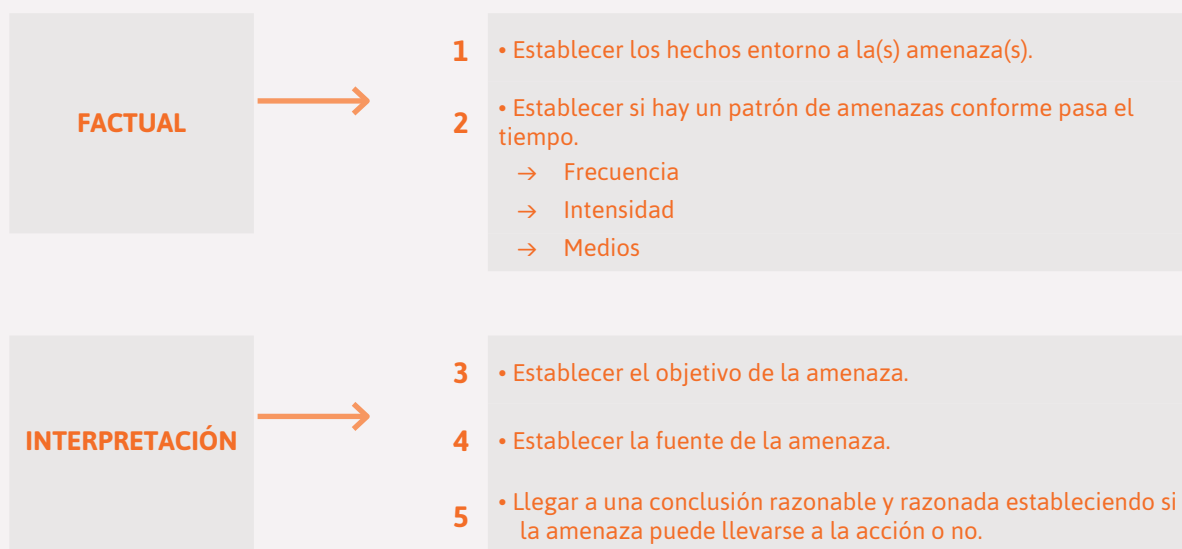 FACTUAL
1 • Establecer los hechos entorno a la(s) amenaza(s).
2 • Establecer si hay un patrón de amenazas conforme pasa el
tiempo.
→ Frecuencia
→ Intensidad
→ Medios
INTERPRETACIÓN
3 • Establecer el objetivo de la amenaza.
4 • Establecer la fuente de la amenaza.
5 • Llegar a una conclusión razonable y razonada estableciendo si
la amenaza puede llevarse a la acción o no.